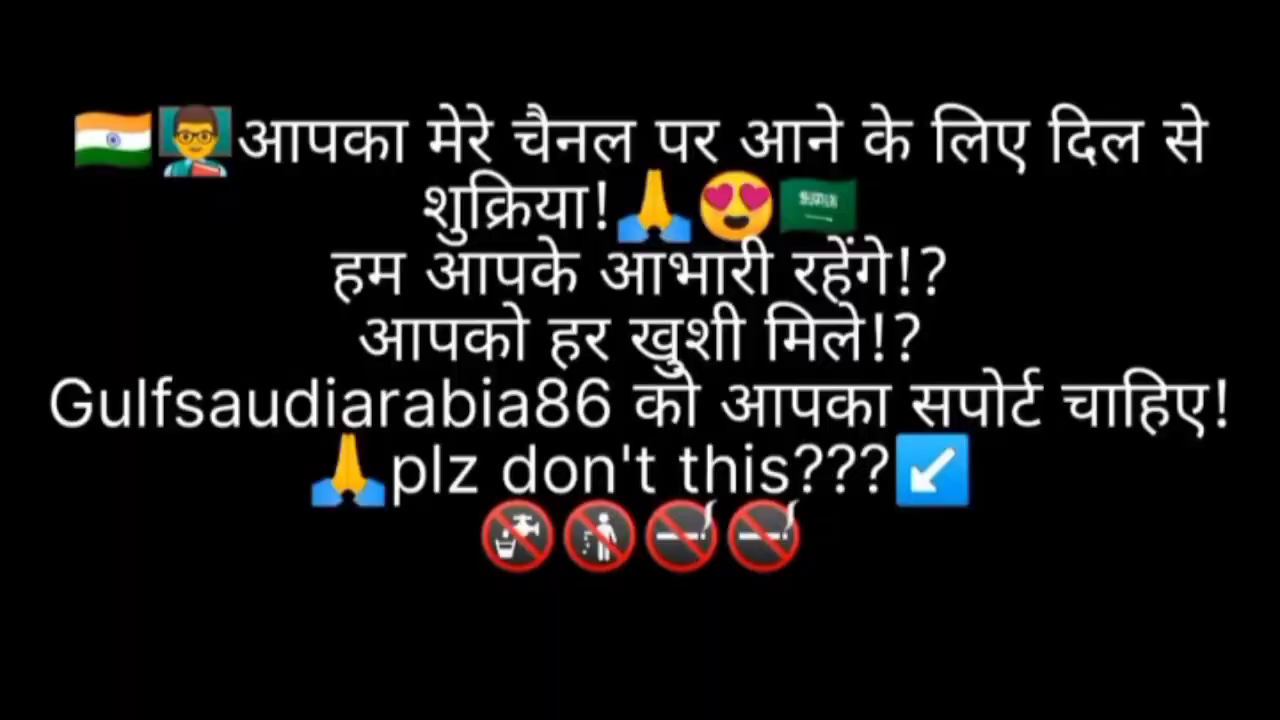 🇮🇳👨‍🏫आपका मेरे चैनल पर आने के लिए दिल से
शुक्रिया!🙏😍🇸🇦
हम आपके आभारी रहेंगे!?
आपको हर खुशी मिले!?
Gulfsaudiarabia86 को आपका सपोर्ट चाहिए!
🙏plz don't this???↙️
🚱🚯🚭🚭